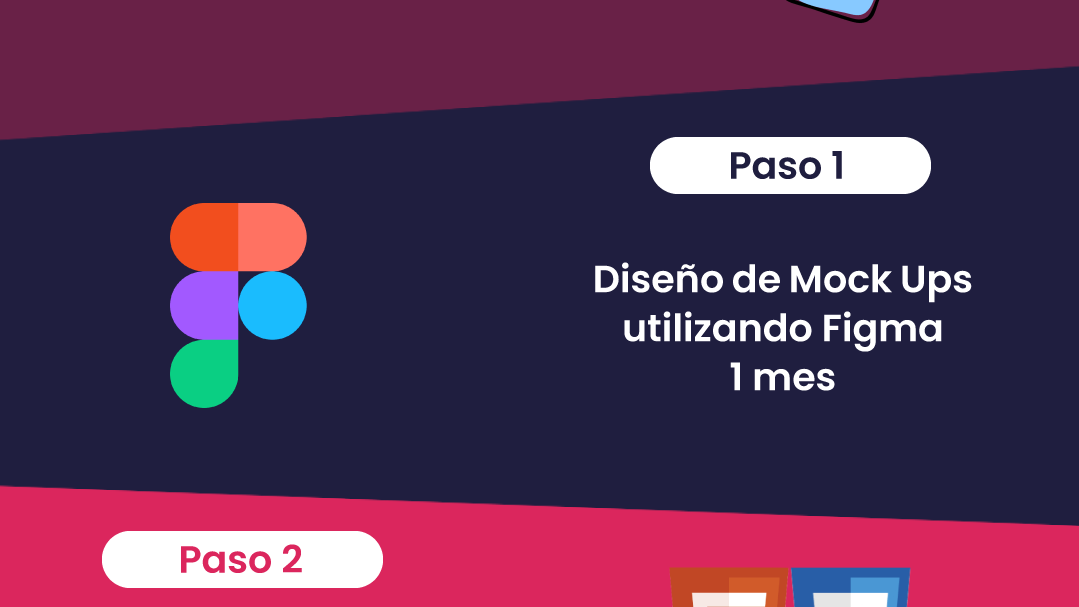 Paso 1
Diseño de Mock Ups
utilizando Figma
1 mes
Paso 2